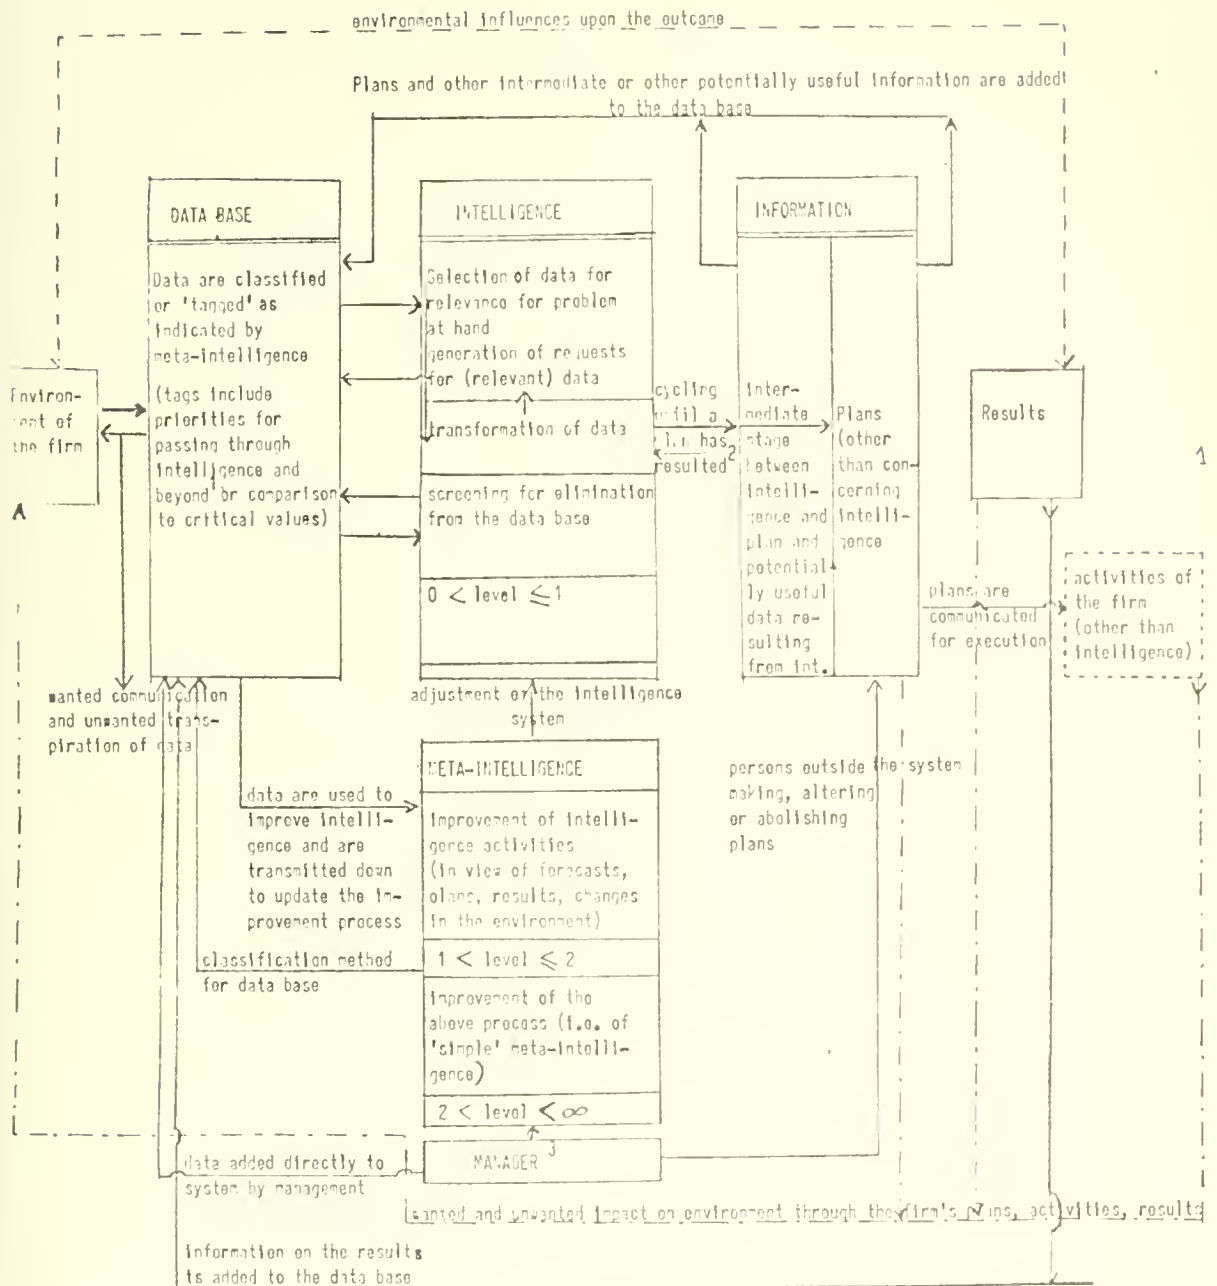 environmental influences upon the outcome
Plans and other intermediate or other potentially useful information are added
to the data base
DATA BASE
Data are classified
or 'tagged' as
indicated by
meta-intelligence
(tags include
priorities for
passing through
intelligence and
beyond or comparison
to critical values)
INTELLIGENCE
Selection of data for
relevance for problem
at hand
generation of requests
for (relevant) data
transformation of data
screening for elimination
from the data base
0 < level ≤ 1
cycling
until a
plan has
resulted 2
INFORMATION
inter-
mediate
stage
between
intelli-
gence and
plan and
potential
ly useful
data re-
sulting
from int.
Plans
(other
than con-
cerning
intelli-
gence
Environ-
ment of
the firm
Results
1
activities of
the firm
(other than
intelligence)
plans are
communicated
for execution
wanted communication
and unwanted trans-
piration of data
adjustment of the intelligence
system
META-INTELLIGENCE
improvement of intelli-
gence activities
(in view of forecasts,
plans, results, changes
in the environment)
1 < level ≤ 2
improvement of the
above process (i.e. of
'simple' meta-intelli-
gence)
2 < level < ∞
MANAGER 3
data are used to
improve intelli-
gence and are
transmitted down
to update the im-
provement process
classification method
for data base
persons outside the system
making, altering
or abolishing
plans
data added directly to
system by management
wanted and unwanted impact on environment through the firm's plans, activities, results
information on the results
is added to the data base